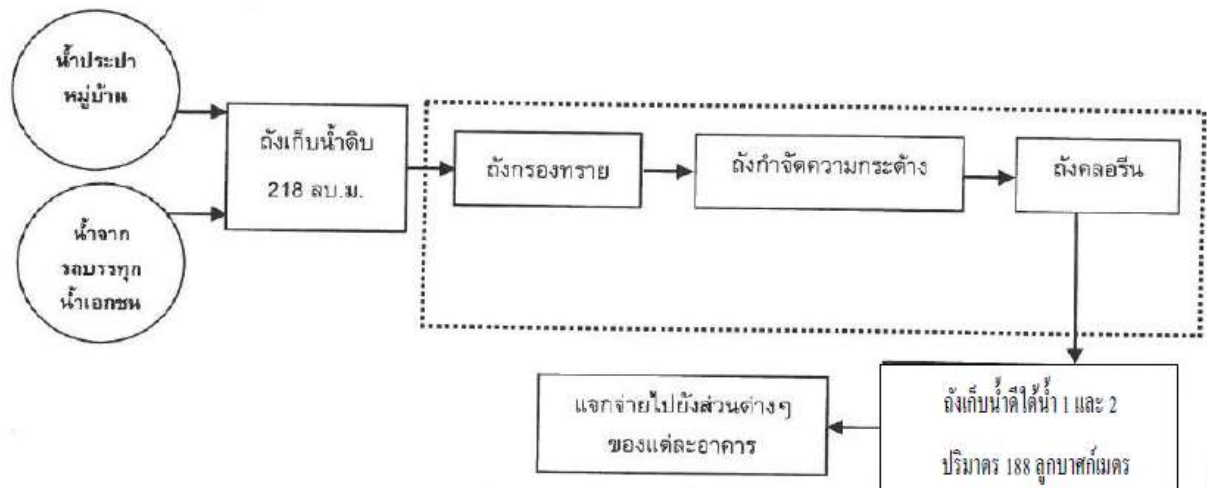 น้ำประปา
หมู่บ้าน
ถังเก็บน้ำดิบ
218 ลบ.ม.
ถังกรองทราย
ถังกำจัดความกระด้าง
ถังคลอรีน
น้ำจาก
รถบรรทุก
น้ำเอกชน
แจกจ่ายไปยังส่วนต่างๆ
ของแต่ละอาคาร
ถังเก็บน้ำดีใต้น้ำ 1 และ 2
ปริมาตร 188 ลูกบาศก์เมตร